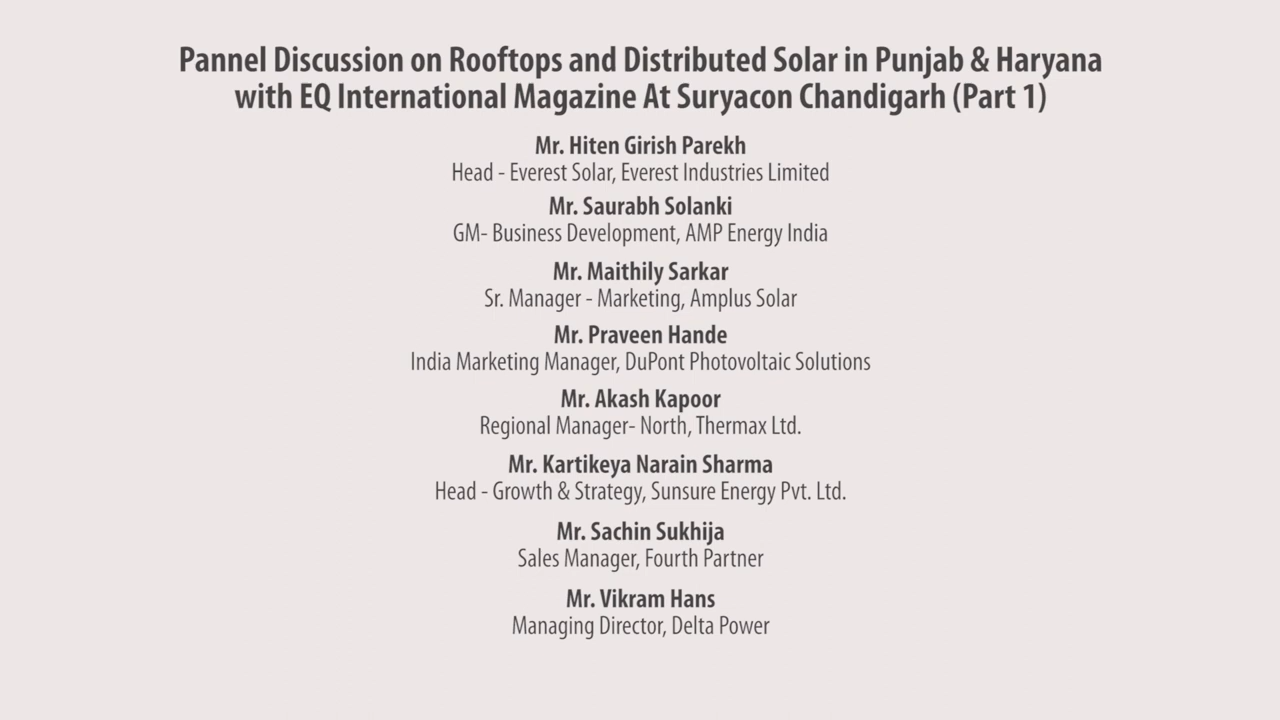 Pannel Discussion on Rooftops and Distributed Solar in Punjab & Haryana
with EQ International Magazine At Suryacon Chandigarh (Part 1)
Mr. Hiten Girish Parekh
Head - Everest Solar, Everest Industries Limited
Mr. Saurabh Solanki
GM- Business Development, AMP Energy India
Mr. Maithily Sarkar
Sr. Manager - Marketing, Amplus Solar
Mr. Praveen Hande
India Marketing Manager, DuPont Photovoltaic Solutions
Mr. Akash Kapoor
Regional Manager- North, Thermax Ltd.
Mr. Kartikeya Narain Sharma
Head - Growth & Strategy, Sunsure Energy Pvt. Ltd.
Mr. Sachin Sukhija
Sales Manager, Fourth Partner
Mr. Vikram Hans
Managing Director, Delta Power